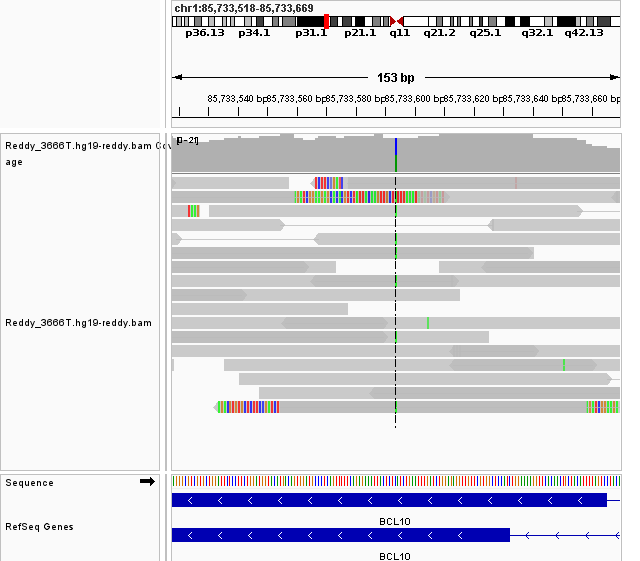 chr1:85,733,518-85,733,669
p36.13 p34.1 p31.1 p21.1 q11 q21.2 q25.1 q32.1 q42.13
153 bp
85,733,540 bp 85,733,560 bp 85,733,580 bp 85,733,600 bp 85,733,620 bp 85,733,640 bp 85,733,660 bp
Reddy_3666T.hg19-reddy.bam Cov
age
[0 - 21]
Reddy_3666T.hg19-reddy.bam
Sequence
BCL10
RefSeq Genes
BCL10